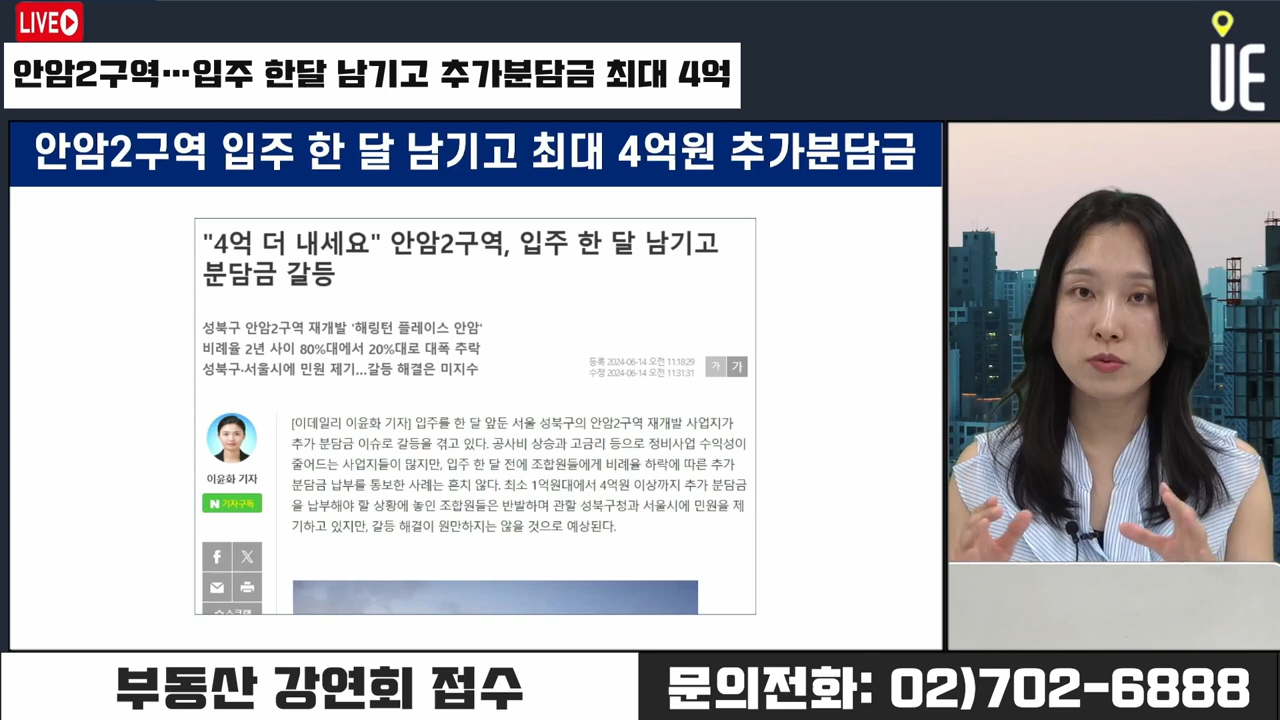 LIVE
안암2구역…입주 한달 남기고 추가분담금 최대 4억
UE
안암2구역 입주 한 달 남기고 최대 4억원 추가분담금
"4억 더 내세요" 안암2구역, 입주 한 달 남기고
분담금 갈등
성북구 안암2구역 재개발 '해링턴 플레이스 안암'
비례율 2년 사이 80%대에서 20%대로 대폭 추락
성북구·서울시에 민원 제기...갈등 해결은 미지수
등록 2024-06-14 오전 11:18:29
수정 2024-06-14 오전 11:31:31
가 가
[이데일리 이윤화 기자] 입주를 한 달 앞둔 서울 성북구의 안암2구역 재개발 사업지가
추가 분담금 이슈로 갈등을 겪고 있다. 공사비 상승과 고금리 등으로 정비사업 수익성이
줄어드는 사업지들이 많지만, 입주 한 달 전에 조합원들에게 비례율 하락에 따른 추가
분담금 납부를 통보한 사례는 흔치 않다. 최소 1억원대에서 4억원 이상까지 추가 분담금
을 납부해야 할 상황에 놓인 조합원들은 반발하며 관할 성북구청과 서울시에 민원을 제
기하고 있지만, 갈등 해결이 원만하지는 않을 것으로 예상된다.
이윤화 기자
N 기자구독
부동산 강연회 접수
문의전화: 02)702-6888